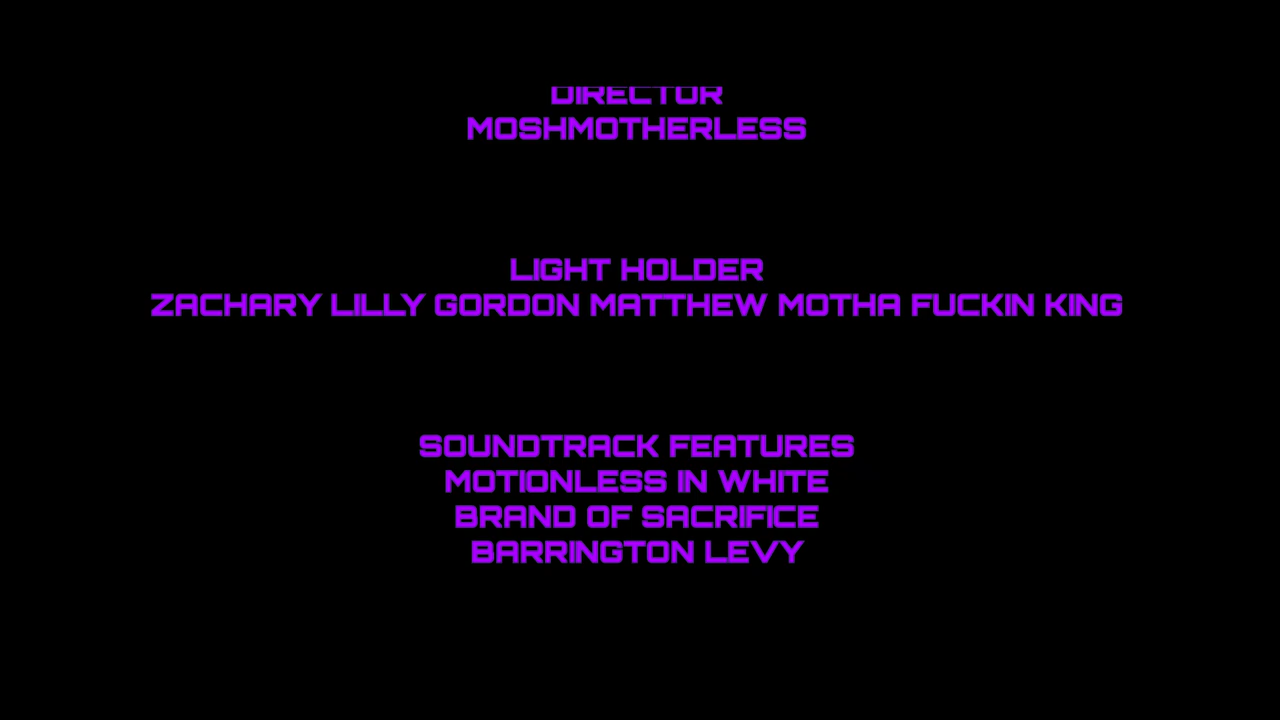 DIRECTOR
MOSHMOTHERLESS
LIGHT HOLDER
ZACHARY LILLY GORDON MATTHEW MOTHA FUCKIN KING
SOUNDTRACK FEATURES
MOTIONLESS IN WHITE
BRAND OF SACRIFICE
BARRINGTON LEVY